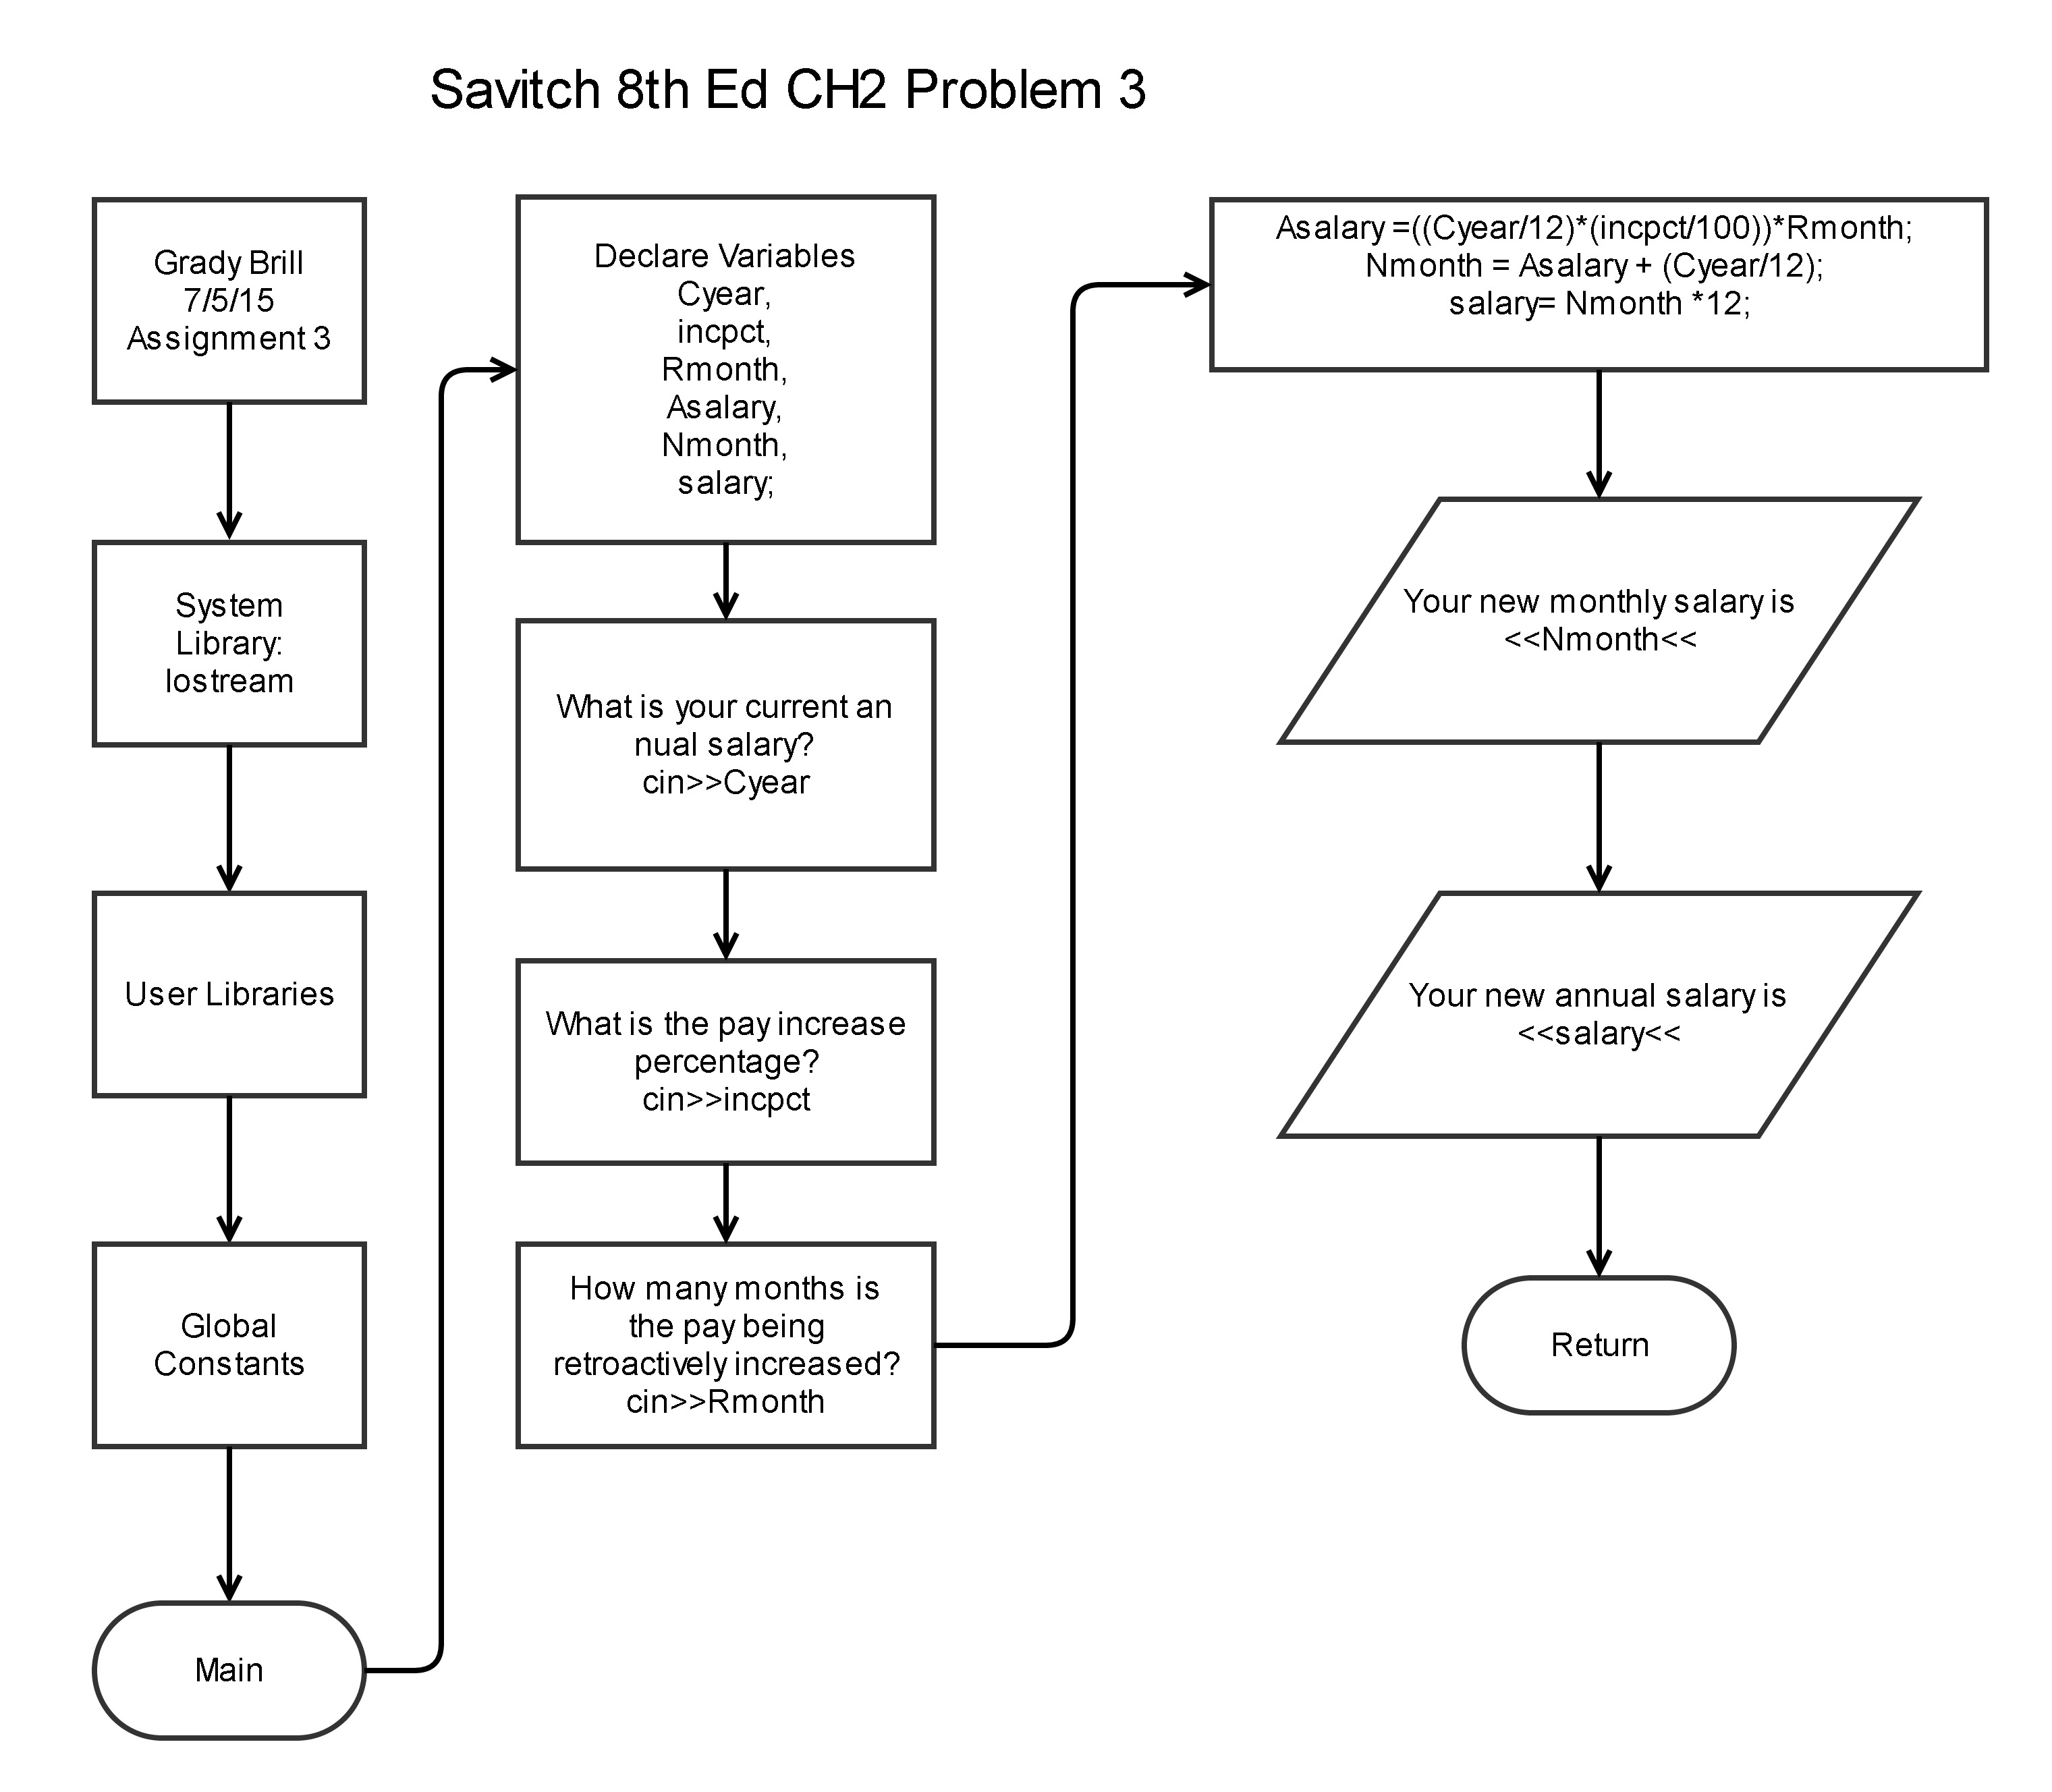 Savitch 8th Ed CH2 Problem 3
Grady Brill
7/5/15
Assignment 3
System
Library:
Iostream
User Libraries
Global
Constants
Main
Declare Variables
Cyear,
incpct,
Rmonth,
Asalary,
Nmonth,
salary;
What is your current an
nual salary?
cin>>Cyear
What is the pay increase
percentage?
cin>>incpct
How many months is
the pay being
retroactively increased?
cin>>Rmonth
Asalary =((Cyear/12)*(incpct/100))*Rmonth;
Nmonth = Asalary + (Cyear/12);
salary= Nmonth *12;
Your new monthly salary is
<<Nmonth<<
Your new annual salary is
<<salary<<
Return